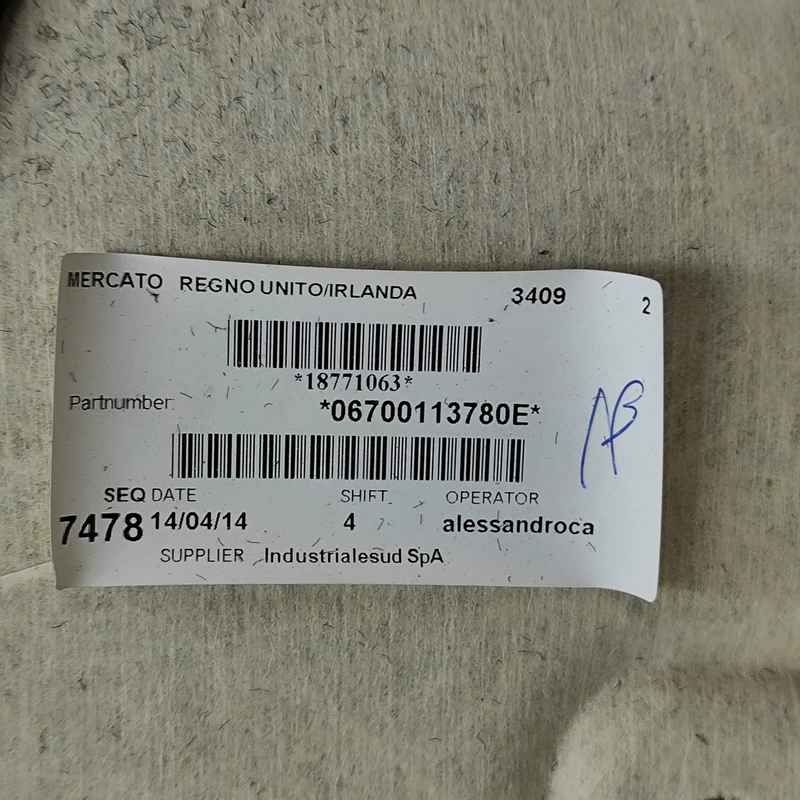 MERCATO REGNO UNITO/IRLANDA 3409 2
*18771063*
Partnumber: *06700113780E*
SEQ DATE SHIFT OPERATOR
7478 14/04/14 4 alessandroca
SUPPLIER Industrialesud SpA